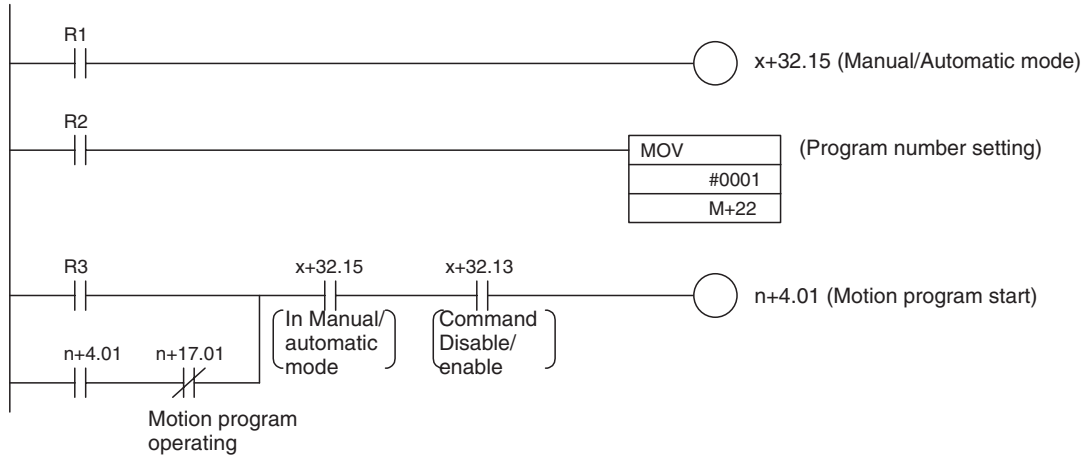 R1
x+32.15 (Manual/Automatic mode)
R2
MOV
(Program number setting)
#0001
M+22
R3
x+32.15
x+32.13
n+4.01 (Motion program start)
In Manual/
automatic
mode
Command
Disable/
enable
n+4.01
n+17.01
Motion program
operating